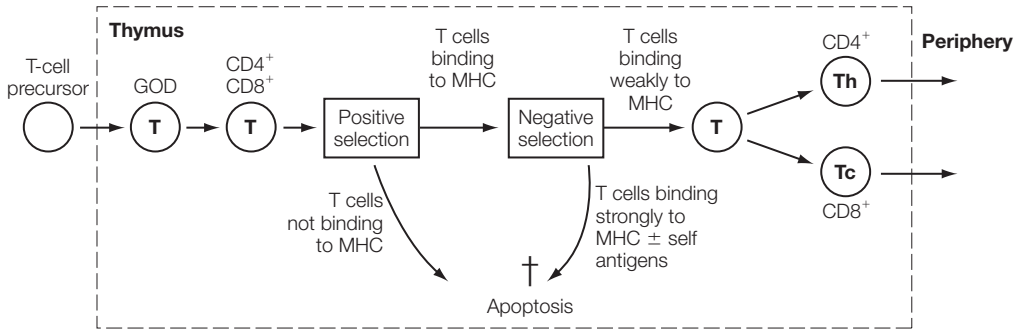 Thymus
Periphery
T-cell
precursor
GOD
T
CD4+
CD8+
T
Positive
selection
T cells
binding
to MHC
Negative
selection
T cells
binding
weakly to
MHC
T
CD4+
Th
Tc
CD8+
T cells
not binding
to MHC
T cells binding
strongly to
MHC ± self
antigens
†
Apoptosis